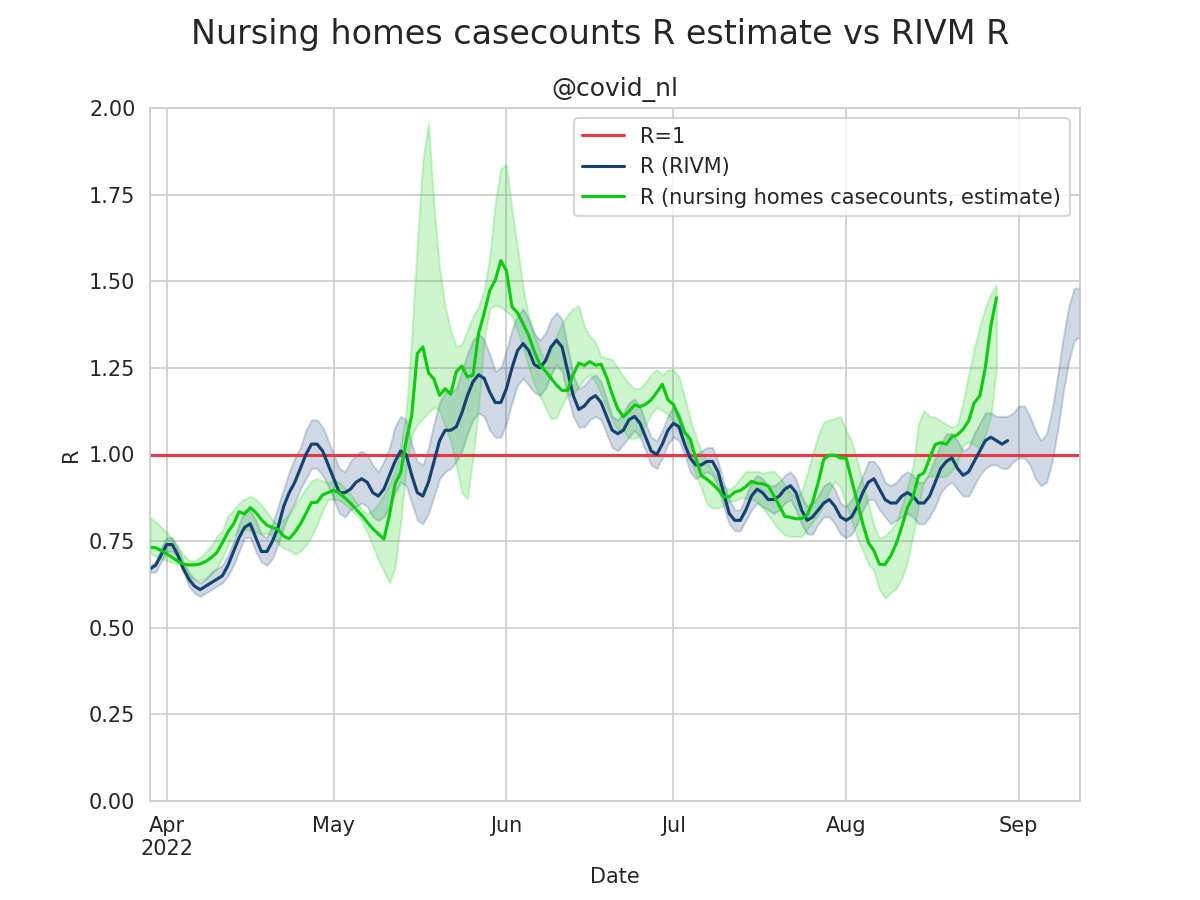 Nursing homes casecounts R estimate vs RIVM R
@covid_nl
R=1
R (RIVM)
R (nursing homes casecounts, estimate)
2.00
1.75
1.50
1.25
1.00
0.75
0.50
0.25
0.00
R
Apr May Jun Jul Aug Sep
2022
Date